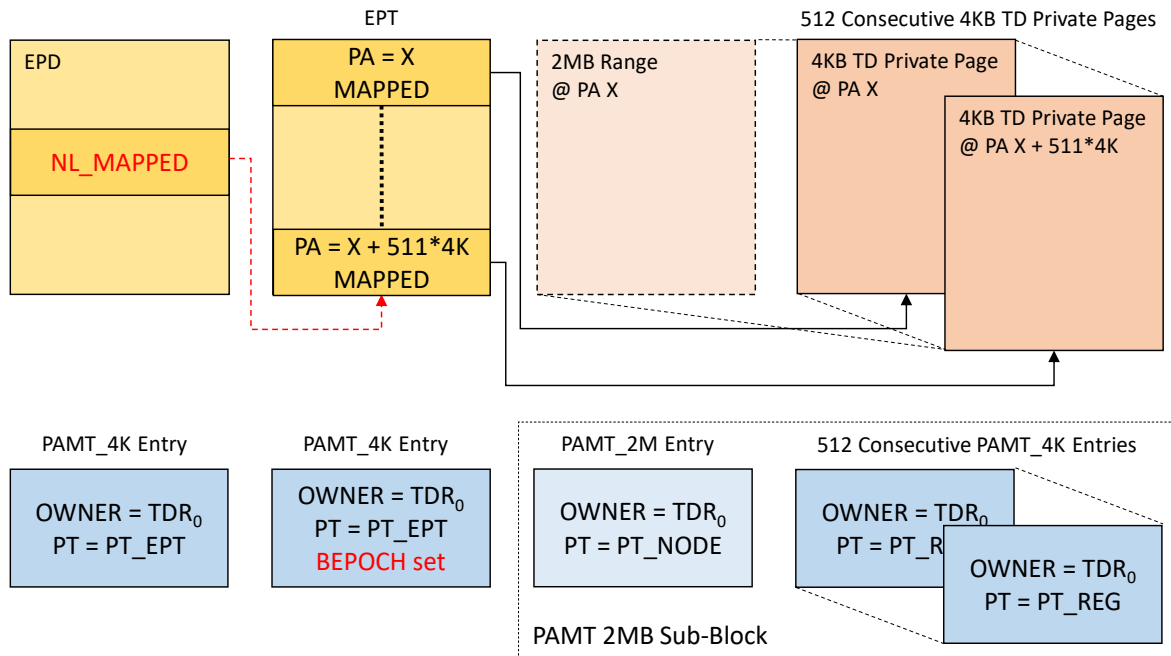 EPT
512 Consecutive 4KB TD Private Pages
EPD
NL_MAPPED
PA = X
MAPPED
PA = X + 511*4K
MAPPED
2MB Range
@ PA X
4KB TD Private Page
@ PA X
4KB TD Private Page
@ PA X + 511*4K
PAMT_4K Entry
OWNER = TDR₀
PT = PT_EPT
PAMT_4K Entry
OWNER = TDR₀
PT = PT_EPT
BEPOCH set
PAMT_2M Entry
OWNER = TDR₀
PT = PT_NODE
512 Consecutive PAMT_4K Entries
OWNER = TDR₀
PT = PT_R
OWNER = TDR₀
PT = PT_REG
PAMT 2MB Sub-Block